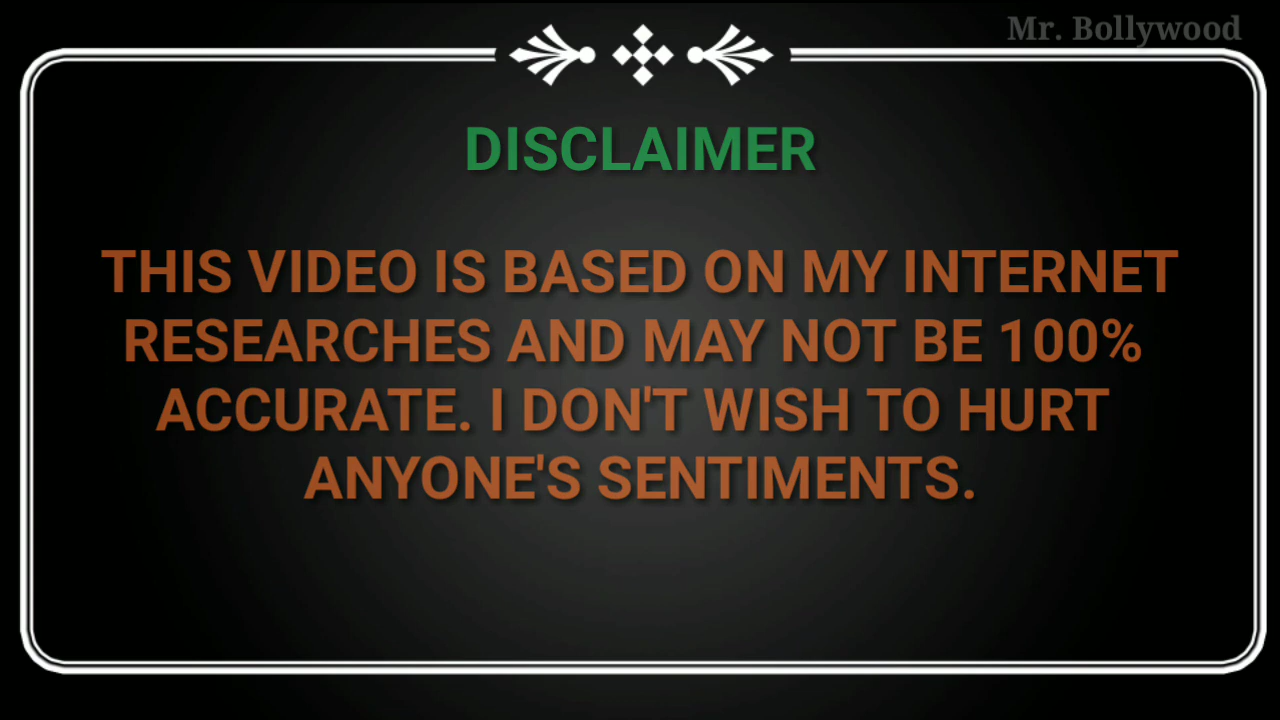 Mr. Bollywood
DISCLAIMER
THIS VIDEO IS BASED ON MY INTERNET
RESEARCHES AND MAY NOT BE 100%
ACCURATE. I DON'T WISH TO HURT
ANYONE'S SENTIMENTS.